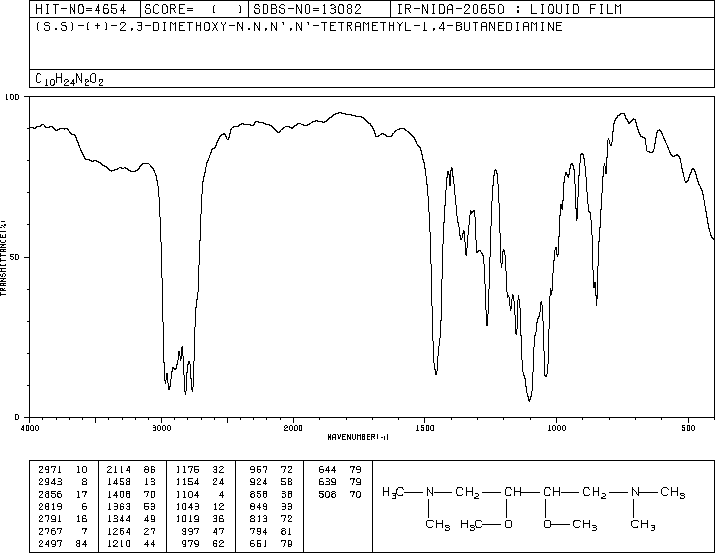 HIT-NO=4654 SCORE= ( ) SDBS-NO=13082 IR-NIDA-20650 : LIQUID FILM
(S,S)-(+)-2,3-DIMETHOXY-N,N,N',N'-TETRAMETHYL-1,4-BUTANEDIAMINE
C10H24N2O2
100
50
0
TRANSMITTANCE(%)
4000 3000 2000 1500 1000 500
WAVENUMBER(-1)
2971 10 2114 86 1176 32 967 72 644 79
2943 8 1458 13 1154 24 924 58 639 79
2856 17 1408 70 1104 4 858 38 508 70
2819 6 1363 53 1043 12 849 33
2791 16 1344 49 1019 36 813 72
2767 7 1264 27 997 47 794 81
2497 84 1210 44 979 62 661 79
H3C N CH2 CH CH CH2 N CH3
CH3 H3C O O CH3 CH3